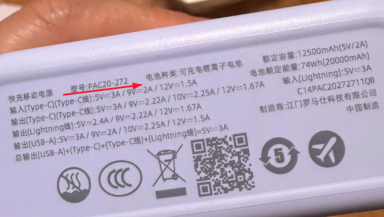 快充移动电源 型号:PAC20-272 电池种类:可充电锂离子电池 额定容量:12500mAh(5V/2A)
输入(Type-C)(Type-C线):5V=3A / 9V=2A / 12V=1.5A 电池额定能量:74Wh(20000mAh)
输出(Type-C)(Type-C线):5V=3A / 9V=2.22A / 10V=2.25A / 12V=1.67A 输入(Lightning):5V=3A
输出(Lightning线):5V=2.4A / 9V=2.22A / 12V=1.67A C14PAC20272711QB
输出(USB-A):5V=3A / 9V=2A / 10V=2.25A / 12V=1.5A 制造商:江门罗马仕科技有限公司
总输出(USB-A)+(Type-C)+(Type-C线)+(Lightning线)=5V=3A 中国制造
CCC
5